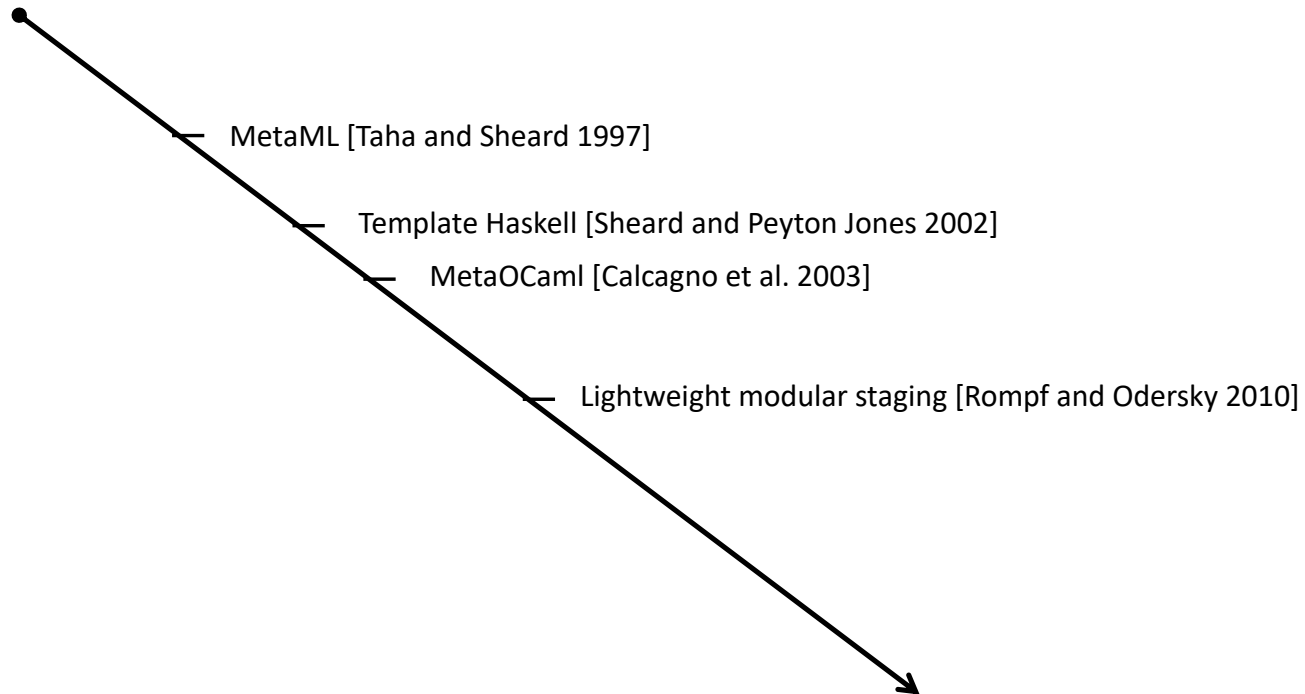 MetaML [Taha and Sheard 1997]
Template Haskell [Sheard and Peyton Jones 2002]
MetaOCaml [Calcagno et al. 2003]
Lightweight modular staging [Rompf and Odersky 2010]